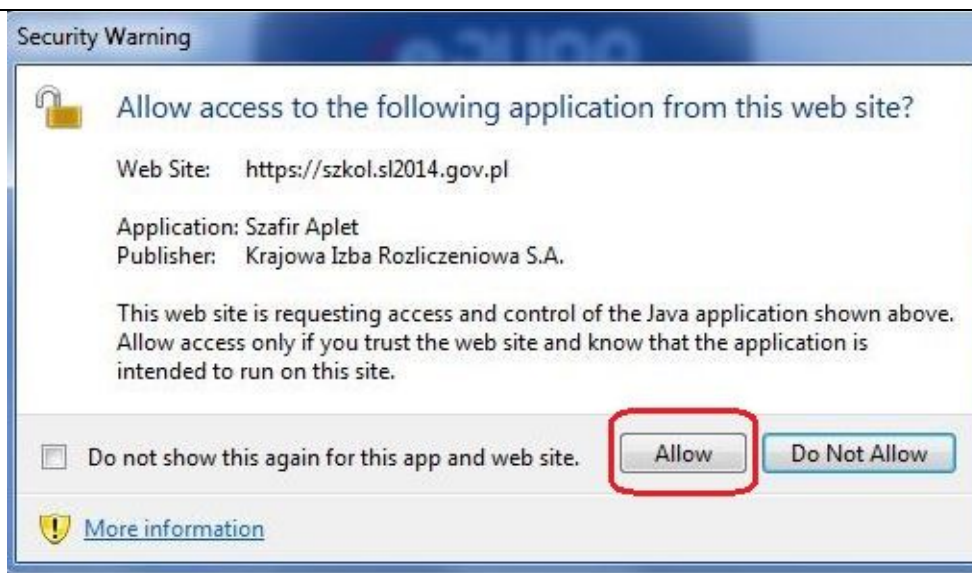 Security Warning
Allow access to the following application from this web site?
Web Site: https://szkol.sl2014.gov.pl
Application: Szafir Aplet
Publisher: Krajowa Izba Rozliczeniowa S.A.
This web site is requesting access and control of the Java application shown above.
Allow access only if you trust the web site and know that the application is
intended to run on this site.
Do not show this again for this app and web site.
Allow
Do Not Allow
More information